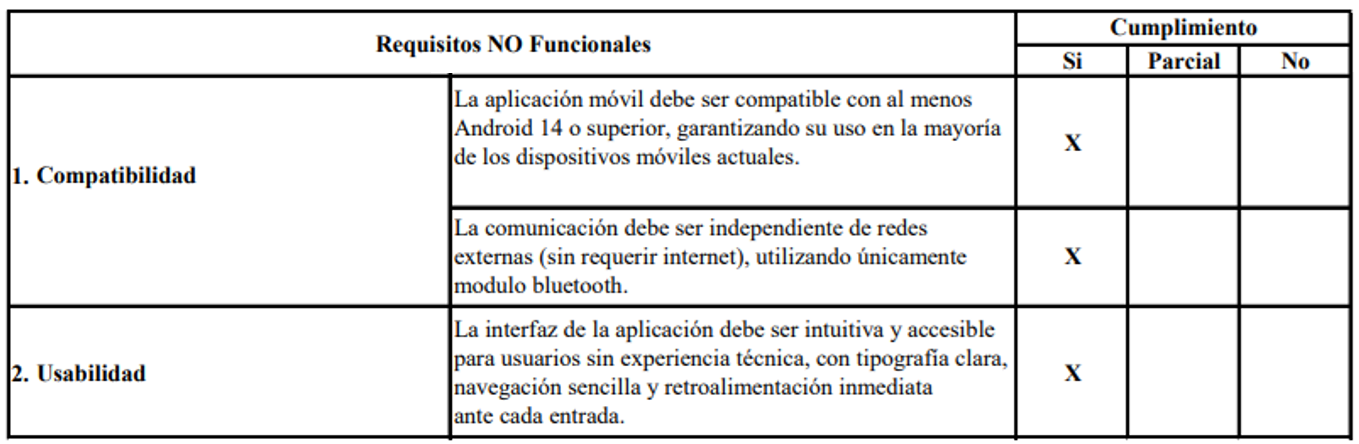 Requisitos NO Funcionales
Cumplimiento
Si
Parcial
No
1. Compatibilidad
La aplicación móvil debe ser compatible con al menos
Android 14 o superior, garantizando su uso en la mayoría
de los dispositivos móviles actuales.
X
La comunicación debe ser independiente de redes
externas (sin requerir internet), utilizando únicamente
modulo bluetooth.
X
2. Usabilidad
La interfaz de la aplicación debe ser intuitiva y accesible
para usuarios sin experiencia técnica, con tipografía clara,
navegación sencilla y retroalimentación inmediata
ante cada entrada.
X